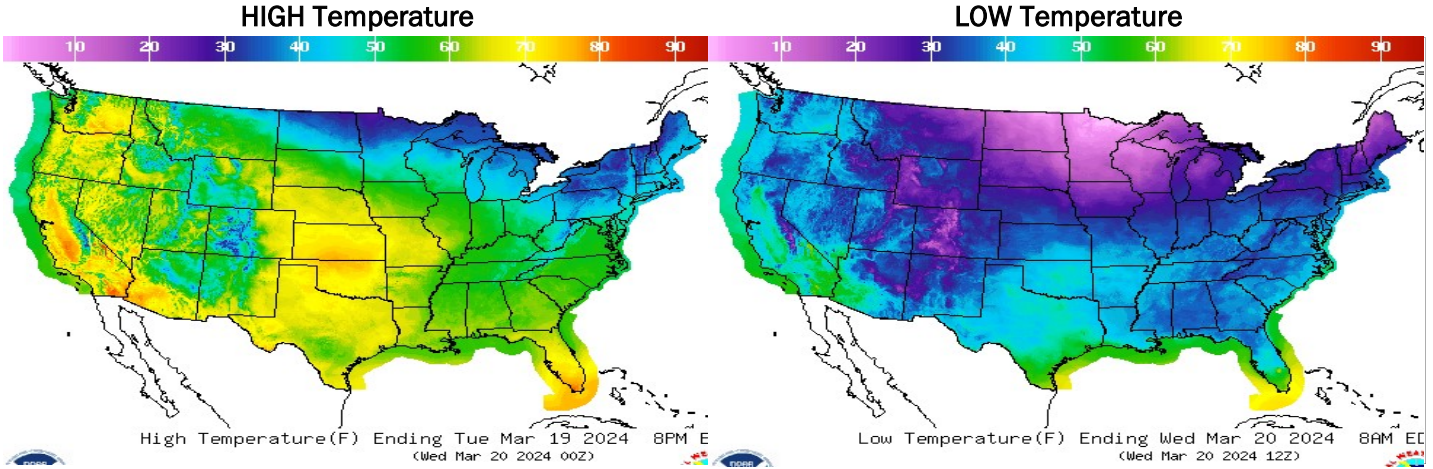 HIGH Temperature
LOW Temperature
10 20 30 40 50 60 70 80 90
10 20 30 40 50 60 70 80 90
High Temperature(F) Ending Tue Mar 19 2024 8PM E
(Wed Mar 20 2024 00Z)
Low Temperature(F) Ending Wed Mar 20 2024 8AM ED
(Wed Mar 20 2024 12Z)